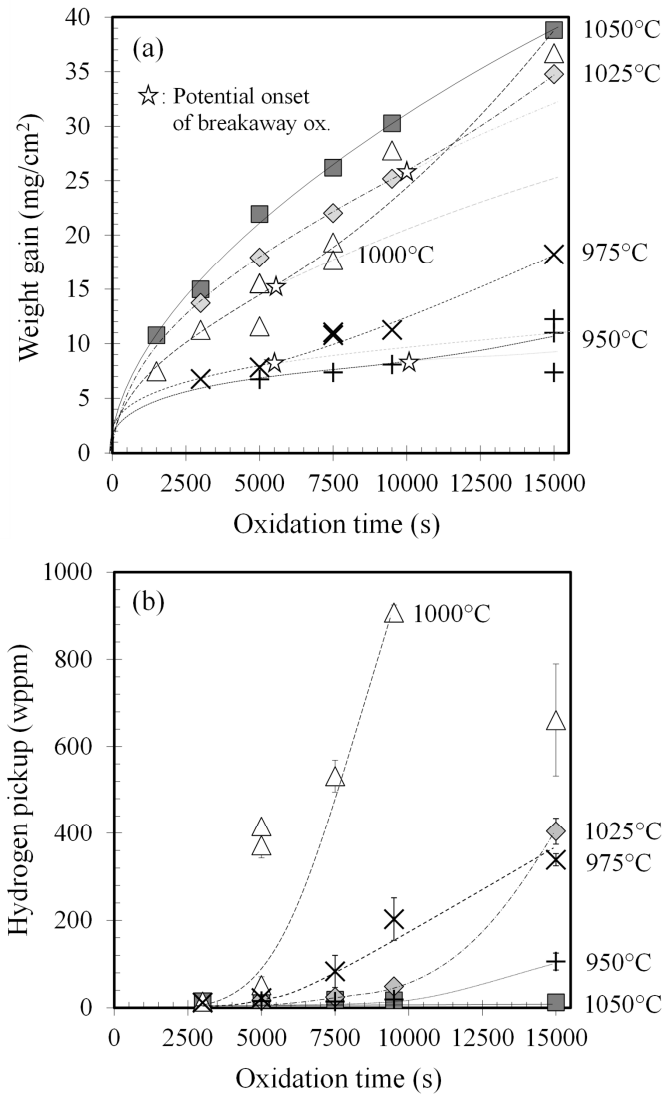 (a)
☆: Potential onset
of breakaway ox.
Weight gain (mg/cm²)
40
35
30
25
20
15
10
5
0
1050°C
1025°C
1000°C
975°C
950°C
0 2500 5000 7500 10000 12500 15000
Oxidation time (s)
(b)
Hydrogen pickup (wppm)
1000
800
600
400
200
0
1000°C
1025°C
975°C
950°C
1050°C
0 2500 5000 7500 10000 12500 15000
Oxidation time (s)